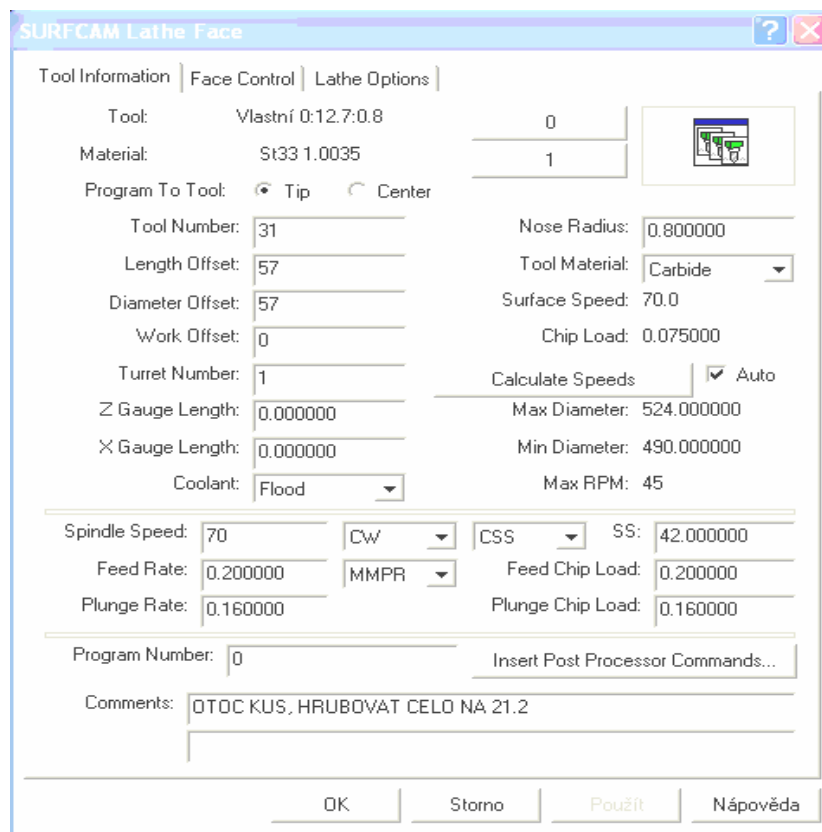 SURFCAM Lathe Face
Tool Information Face Control Lathe Options
Tool: Vlastní 0:12.7:0.8 0
Material: St33 1.0035 1
Program To Tool: Tip Center
Tool Number: 31 Nose Radius: 0.800000
Length Offset: 57 Tool Material: Carbide
Diameter Offset: 57 Surface Speed: 70.0
Work Offset: 0 Chip Load: 0.075000
Turret Number: 1 Calculate Speeds Auto
Z Gauge Length: 0.000000 Max Diameter: 524.000000
X Gauge Length: 0.000000 Min Diameter: 490.000000
Coolant: Flood Max RPM: 45
Spindle Speed: 70 CW CSS SS: 42.000000
Feed Rate: 0.200000 MMPR Feed Chip Load: 0.200000
Plunge Rate: 0.160000 Plunge Chip Load: 0.160000
Program Number: 0 Insert Post Processor Commands...
Comments: OTOC KUS, HRUBOVAT CELO NA 21.2
OK Storno Použít Nápověda